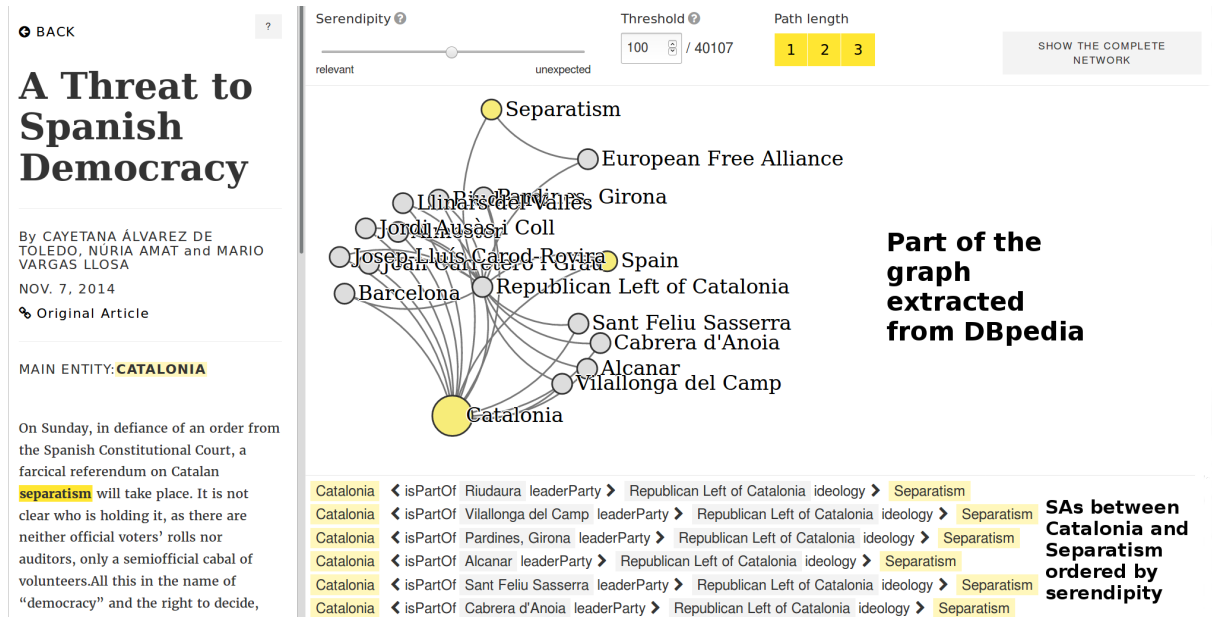 BACK
?
A Threat to
Spanish
Democracy
By CAYETANA ÁLVAREZ DE
TOLEDO, NÚRIA AMAT and MARIO
VARGAS LLOSA
NOV. 7, 2014
Original Article
MAIN ENTITY: CATALONIA
On Sunday, in defiance of an order from
the Spanish Constitutional Court, a
farcical referendum on Catalan
separatism will take place. It is not
clear who is holding it, as there are
neither official voters' rolls nor
auditors, only a semiofficial cabal of
volunteers.All this in the name of
“democracy” and the right to decide,
Serendipity ?
relevant
unexpected
Threshold ?
100 / 40107
Path length
1 2 3
SHOW THE COMPLETE
NETWORK
Separatism
European Free Alliance
Pardines, Girona
Llinars del Vallès
Jordi Ausàs i Coll
Josep-Lluís Carod-Rovira
Spain
Barcelona
Republican Left of Catalonia
Sant Feliu Sasserra
Cabrera d'Anoia
Alcanar
Vilallonga del Camp
Catalonia
Part of the
graph
extracted
from DBpedia
Catalonia isPartOf Riudaura leaderParty Republican Left of Catalonia ideology Separatism
Catalonia isPartOf Vilallonga del Camp leaderParty Republican Left of Catalonia ideology Separatism
Catalonia isPartOf Pardines, Girona leaderParty Republican Left of Catalonia ideology Separatism
Catalonia isPartOf Alcanar leaderParty Republican Left of Catalonia ideology Separatism
Catalonia isPartOf Sant Feliu Sasserra leaderParty Republican Left of Catalonia ideology Separatism
Catalonia isPartOf Cabrera d'Anoia leaderParty Republican Left of Catalonia ideology Separatism
SAs between
Catalonia and
Separatism
ordered by
serendipity